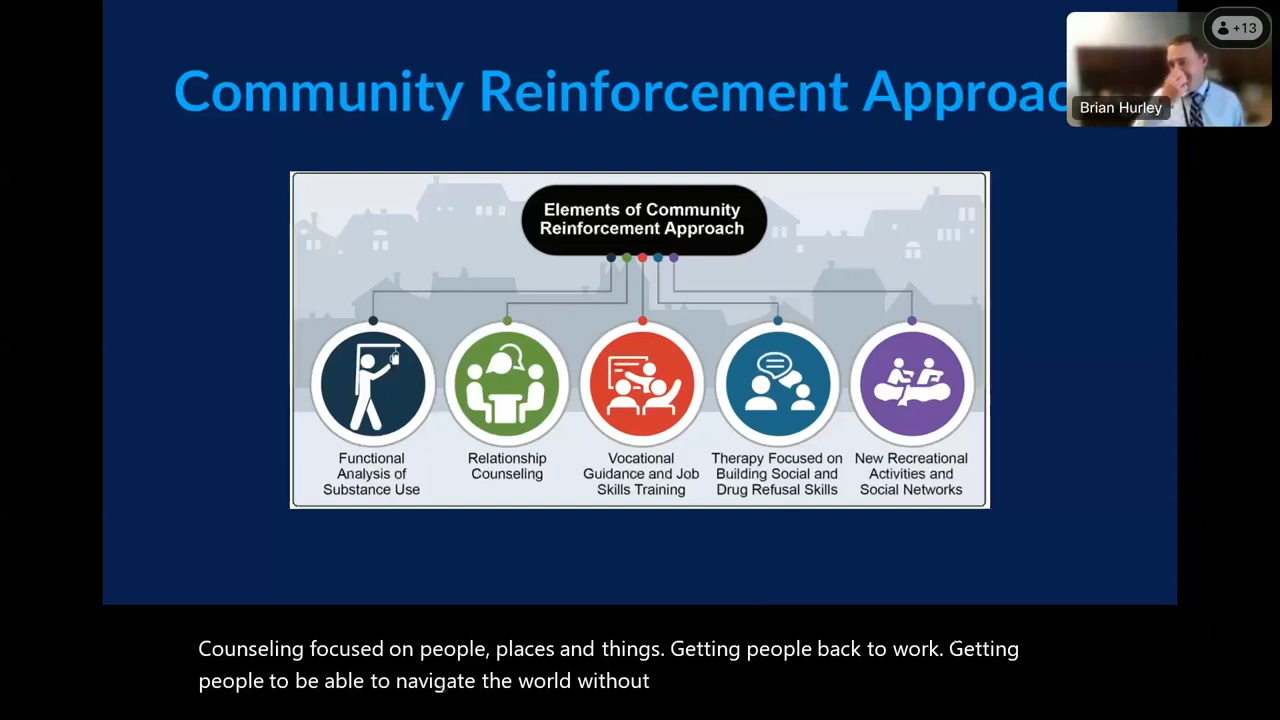 Community Reinforcement Approac
+13
Brian Hurley
Elements of Community
Reinforcement Approach
Functional
Analysis of
Substance Use
Relationship
Counseling
Vocational
Guidance and Job
Skills Training
Therapy Focused on
Building Social and
Drug Refusal Skills
New Recreational
Activities and
Social Networks
Counseling focused on people, places and things. Getting people back to work. Getting
people to be able to navigate the world without